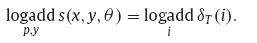 logadd s(x, y, θ) = logadd δ_T(i).
p,y i